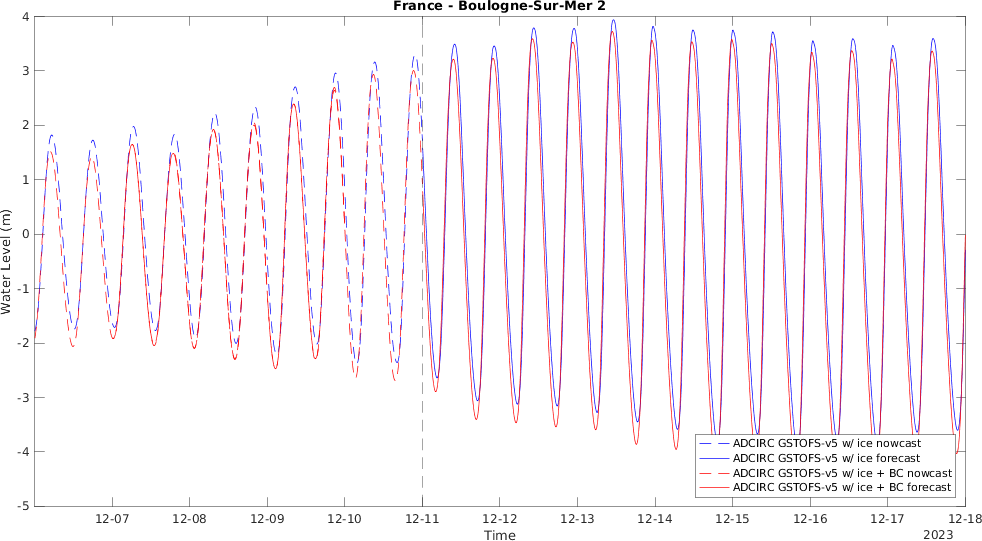 France - Boulogne-Sur-Mer 2
4
3
2
1
0
-1
-2
-3
-4
-5
Water Level (m)
ADCIRC GSTOFS-v5 w/ ice nowcast
ADCIRC GSTOFS-v5 w/ ice forecast
ADCIRC GSTOFS-v5 w/ ice + BC nowcast
ADCIRC GSTOFS-v5 w/ ice + BC forecast
12-07 12-08 12-09 12-10 12-11 12-12 12-13 12-14 12-15 12-16 12-17 12-18
Time
2023